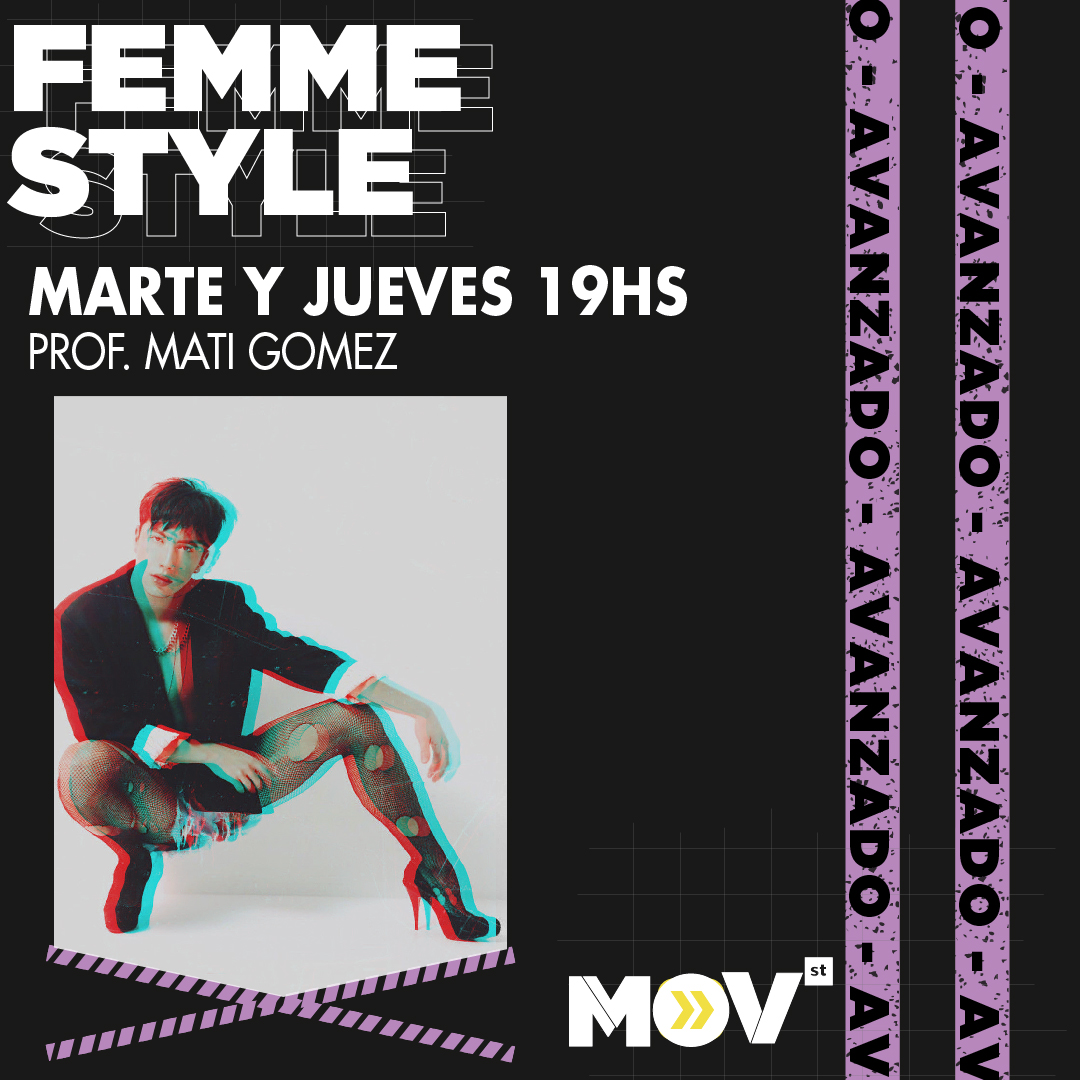 FEMME
STYLE
MARTE Y JUEVES 19HS
PROF. MATI GOMEZ
O - AVANZADO - AVANZADO - AV
O - AVANZADO - AVANZADO - AV
MOV st